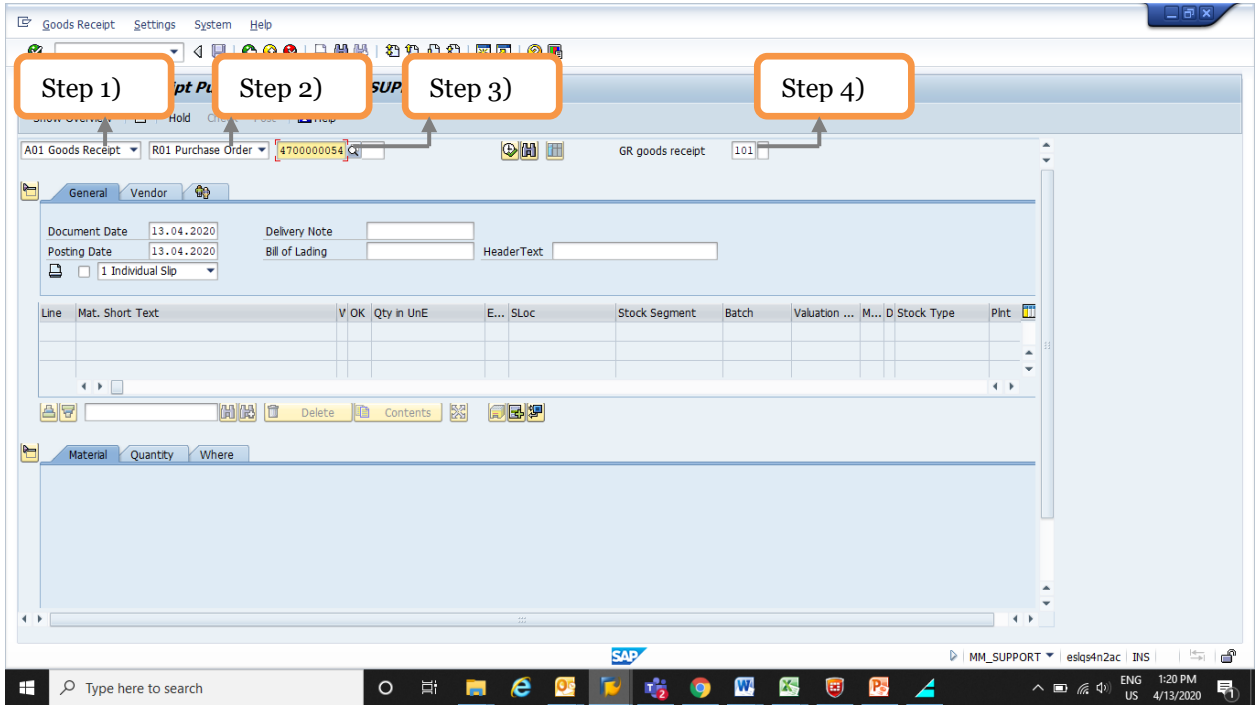 Goods Receipt Settings System Help
Step 1) ipt Pu Step 2) SUP Step 3) Step 4)
Hold
A01 Goods Receipt R01 Purchase Order 4700000054 GR goods receipt 101
General Vendor
Document Date 13.04.2020 Delivery Note
Posting Date 13.04.2020 Bill of Lading HeaderText
1 Individual Slip
Line Mat. Short Text V OK Qty in UnE E... SLoc Stock Segment Batch Valuation ... M... D Stock Type Plnt
Delete Contents
Material Quantity Where
SAP
MM_SUPPORT eslqs4n2ac INS
Type here to search
ENG 1:20 PM
US 4/13/2020